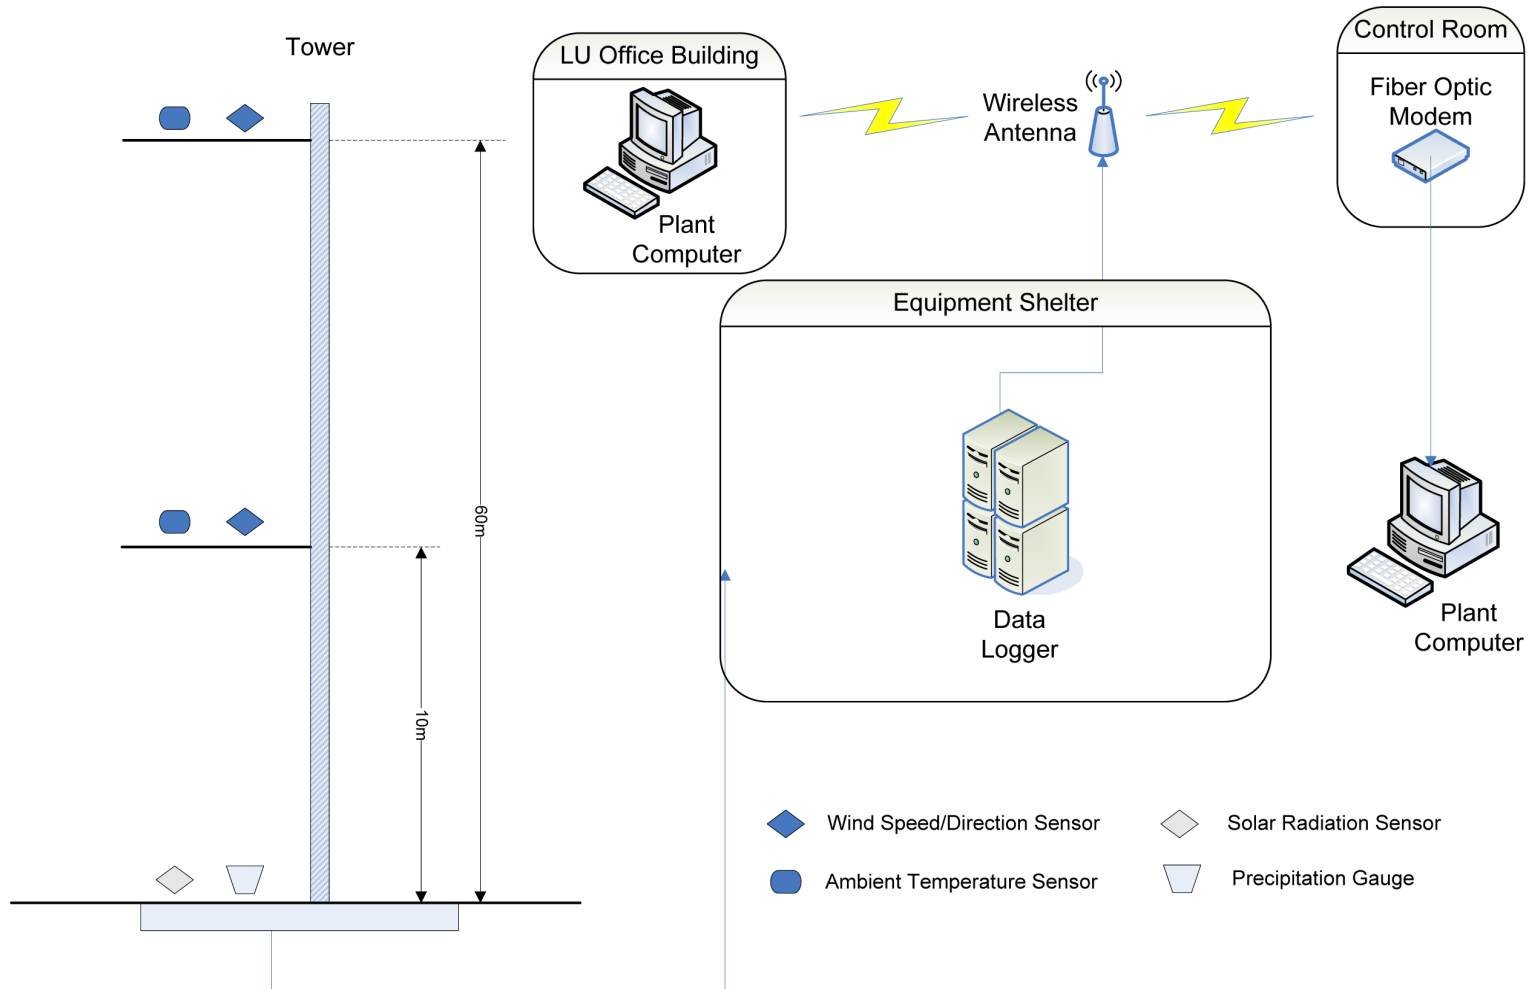 Tower
LU Office Building
Plant
Computer
Wireless
Antenna
Control Room
Fiber Optic
Modem
Equipment Shelter
Data
Logger
Plant
Computer
60m
10m
Wind Speed/Direction Sensor
Solar Radiation Sensor
Ambient Temperature Sensor
Precipitation Gauge